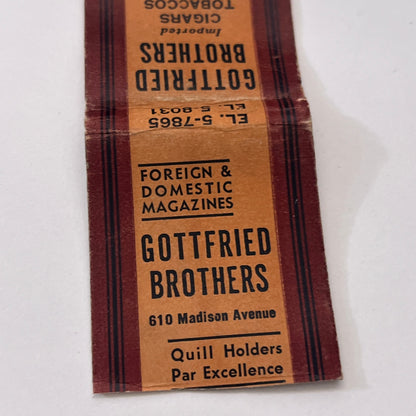 Imported
CIGARS
TOBACCOS
GOTTFRIED
BROTHERS
EL. 5-7865
EL. 5-8031
FOREIGN &
DOMESTIC
MAGAZINES
GOTTFRIED
BROTHERS
610 Madison Avenue
Quill Holders
Par Excellence